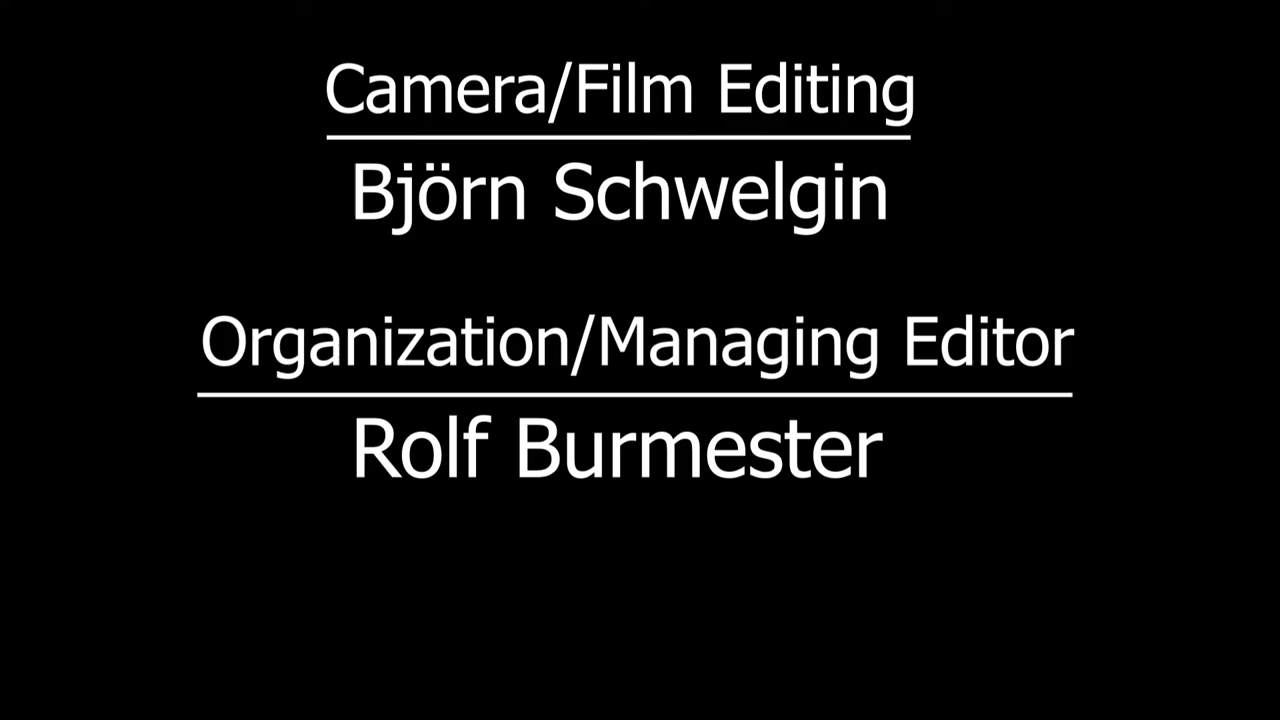 Camera/Film Editing
Björn Schwelgin
Organization/Managing Editor
Rolf Burmester